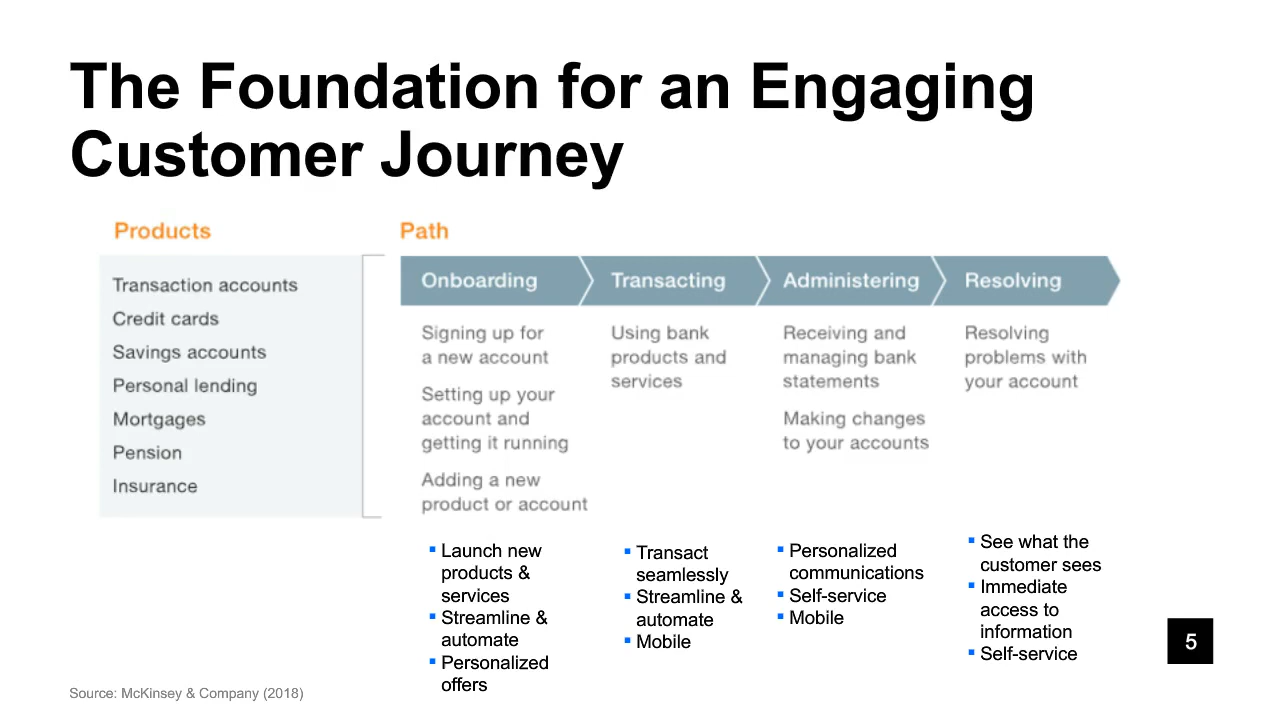 The Foundation for an Engaging
Customer Journey
Products
Transaction accounts
Credit cards
Savings accounts
Personal lending
Mortgages
Pension
Insurance
Path
Onboarding
Signing up for
a new account
Setting up your
account and
getting it running
Adding a new
product or account
▪ Launch new
products &
services
▪ Streamline &
automate
▪ Personalized
offers
Transacting
Using bank
products and
services
▪ Transact
seamlessly
▪ Streamline &
automate
▪ Mobile
Administering
Receiving and
managing bank
statements
Making changes
to your accounts
▪ Personalized
communications
▪ Self-service
▪ Mobile
Resolving
Resolving
problems with
your account
▪ See what the
customer sees
▪ Immediate
access to
information
▪ Self-service
5
Source: McKinsey & Company (2018)